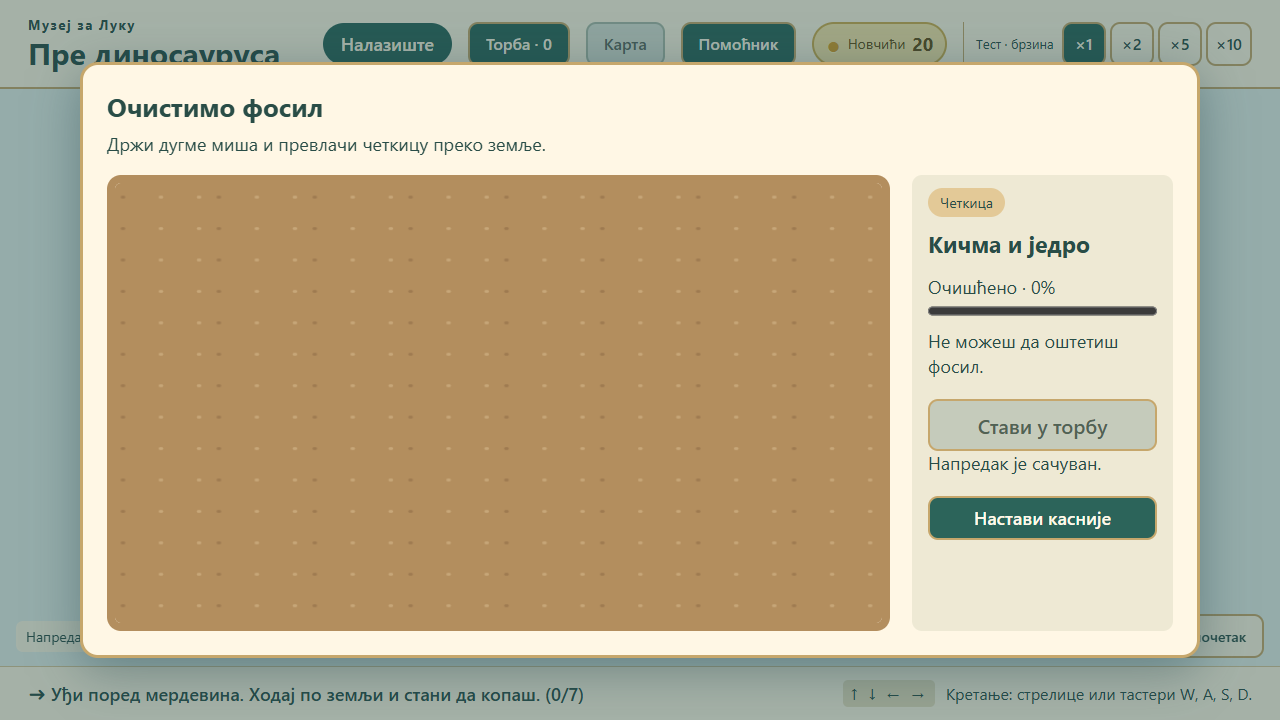 Музеј за Луку
Пре диносауруса
Налазиште
Торба · 0
Карта
Помоћник
Новчићи 20
Тест · брзина
×1
×2
×5
×10
Очистимо фосил
Држи дугме миша и превлачи четкицу преко земље.
Четкица
Кичма и једро
Очишћено · 0%
Не можеш да оштетиш
фосил.
Стави у торбу
Напредак је сачуван.
Настави касније
→ Уђи поред мердевина. Ходај по земљи и стани да копаш. (0/7)
↑ ↓ ← →
Кретање: стрелице или тастери W, A, S, D.